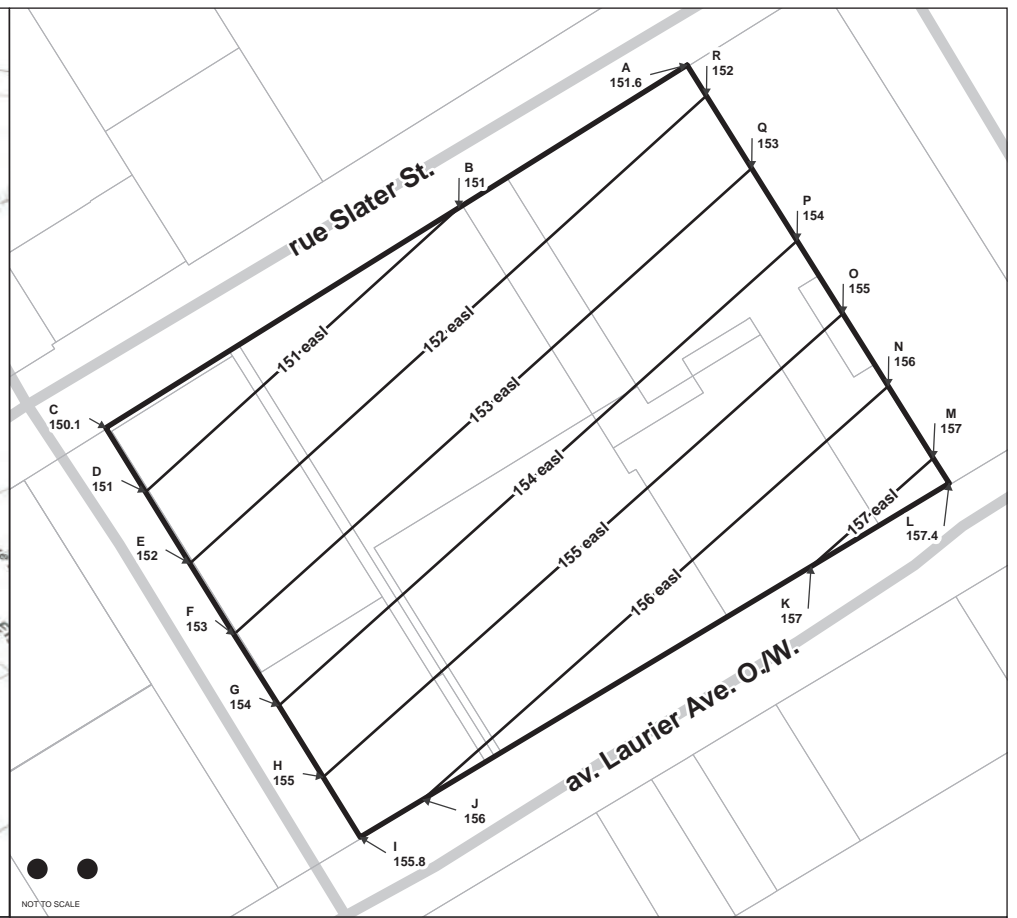 R
152
A
151.6
Q
153
B
151
rue Slater St.
P
154
O
155
151 easl
152 easl
N
156
153 easl
C
150.1
M
157
D
151
154 easl
157 easl
L
157.4
E
152
155 easl
156 easl
F
153
K
157
G
154
av. Laurier Ave. O./W.
H
155
J
156
I
155.8
NOT TO SCALE